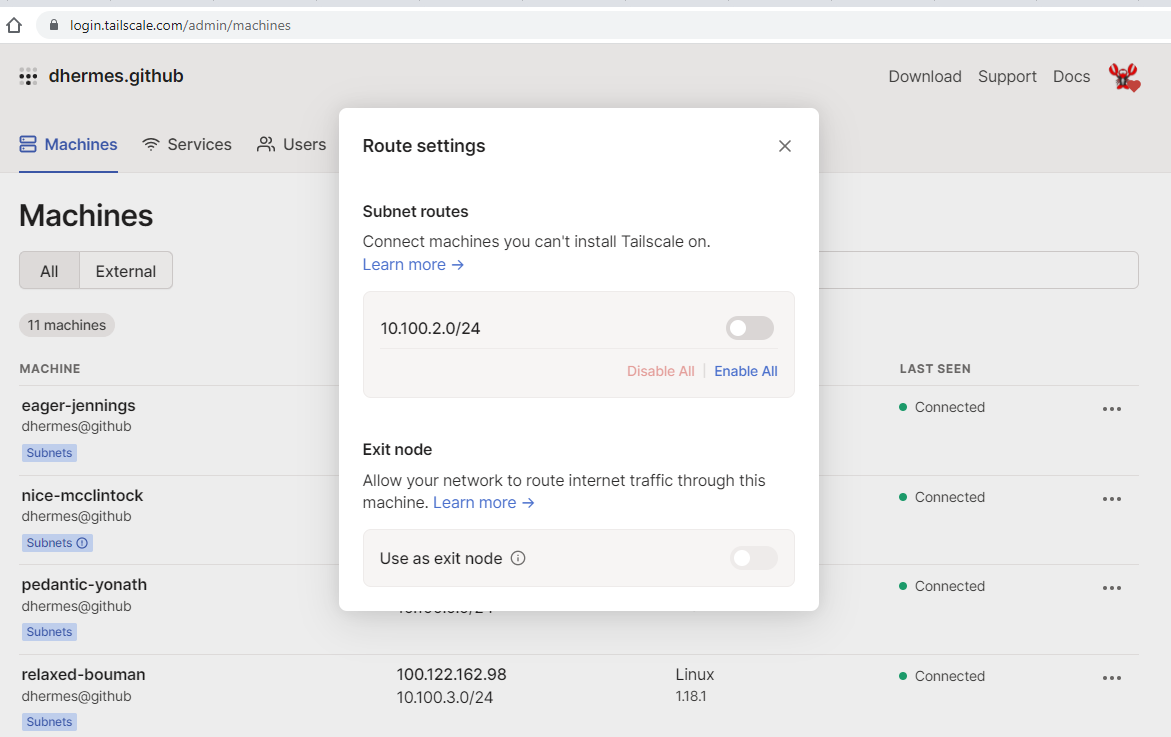 login.tailscale.com/admin/machines
dhermes.github
Download Support Docs
Machines Services Users
Route settings
Machines
Subnet routes
Connect machines you can't install Tailscale on.
Learn more →
All External
10.100.2.0/24
11 machines
Disable All | Enable All
MACHINE LAST SEEN
eager-jennings
Connected
dhermes@github
Subnets
Exit node
Allow your network to route internet traffic through this
machine. Learn more →
nice-mcclintock
Connected
dhermes@github
Subnets
Use as exit node
pedantic-yonath
Connected
dhermes@github
Subnets
relaxed-bouman 100.122.162.98 Linux
Connected
dhermes@github 10.100.3.0/24 1.18.1
Subnets